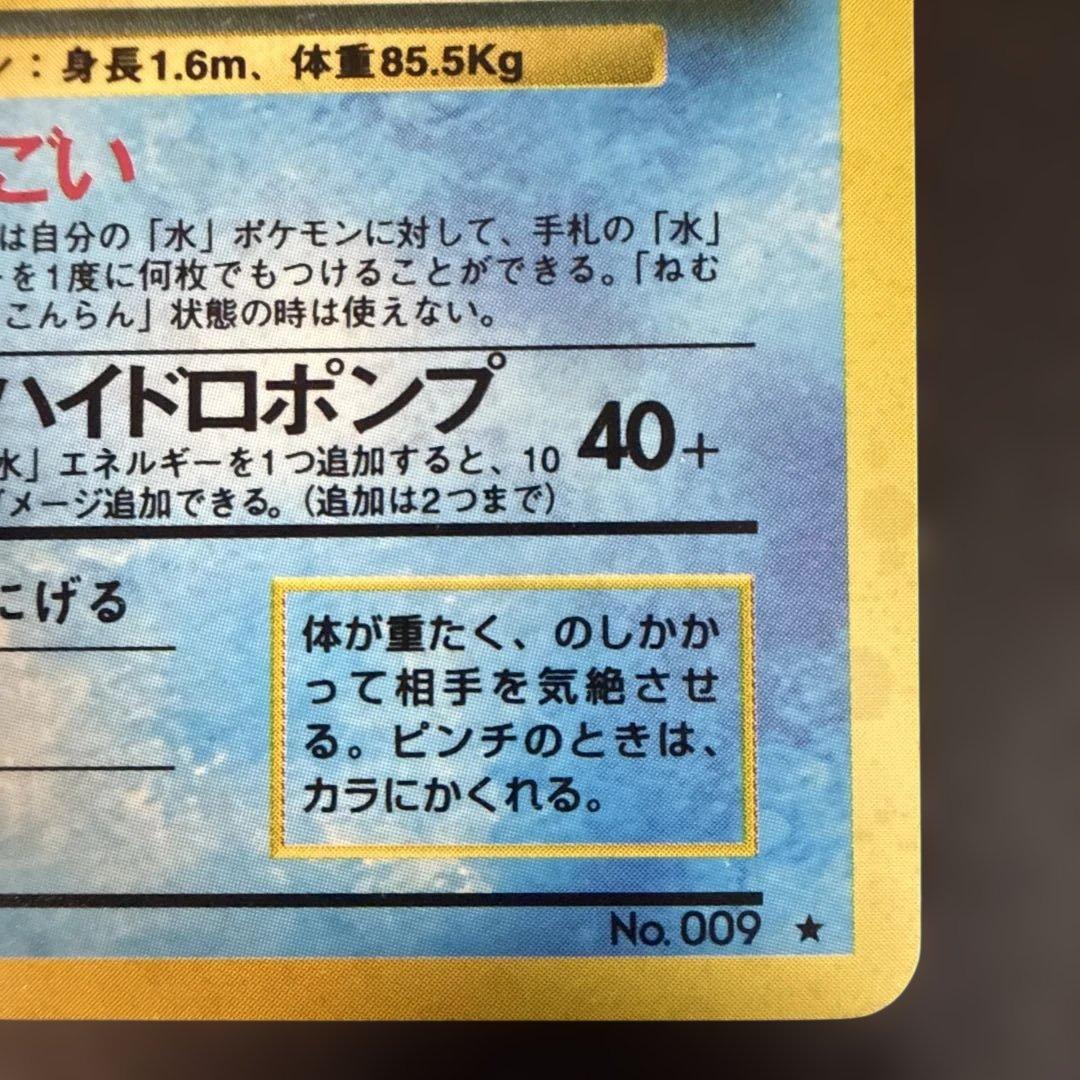 ：身長1.6m、体重85.5Kg
ごい
は自分の「水」ポケモンに対して、手札の「水」
ーを1度に何枚でもつけることができる。「ねむ
こんらん」状態の時は使えない。
ハイドロポンプ
40+
水」エネルギーを1つ追加すると、10
ダメージ追加できる。（追加は2つまで）
にげる
体が重たく、のしかか
って相手を気絶させ
る。ピンチのときは、
カラにかくれる。
No. 009 ★